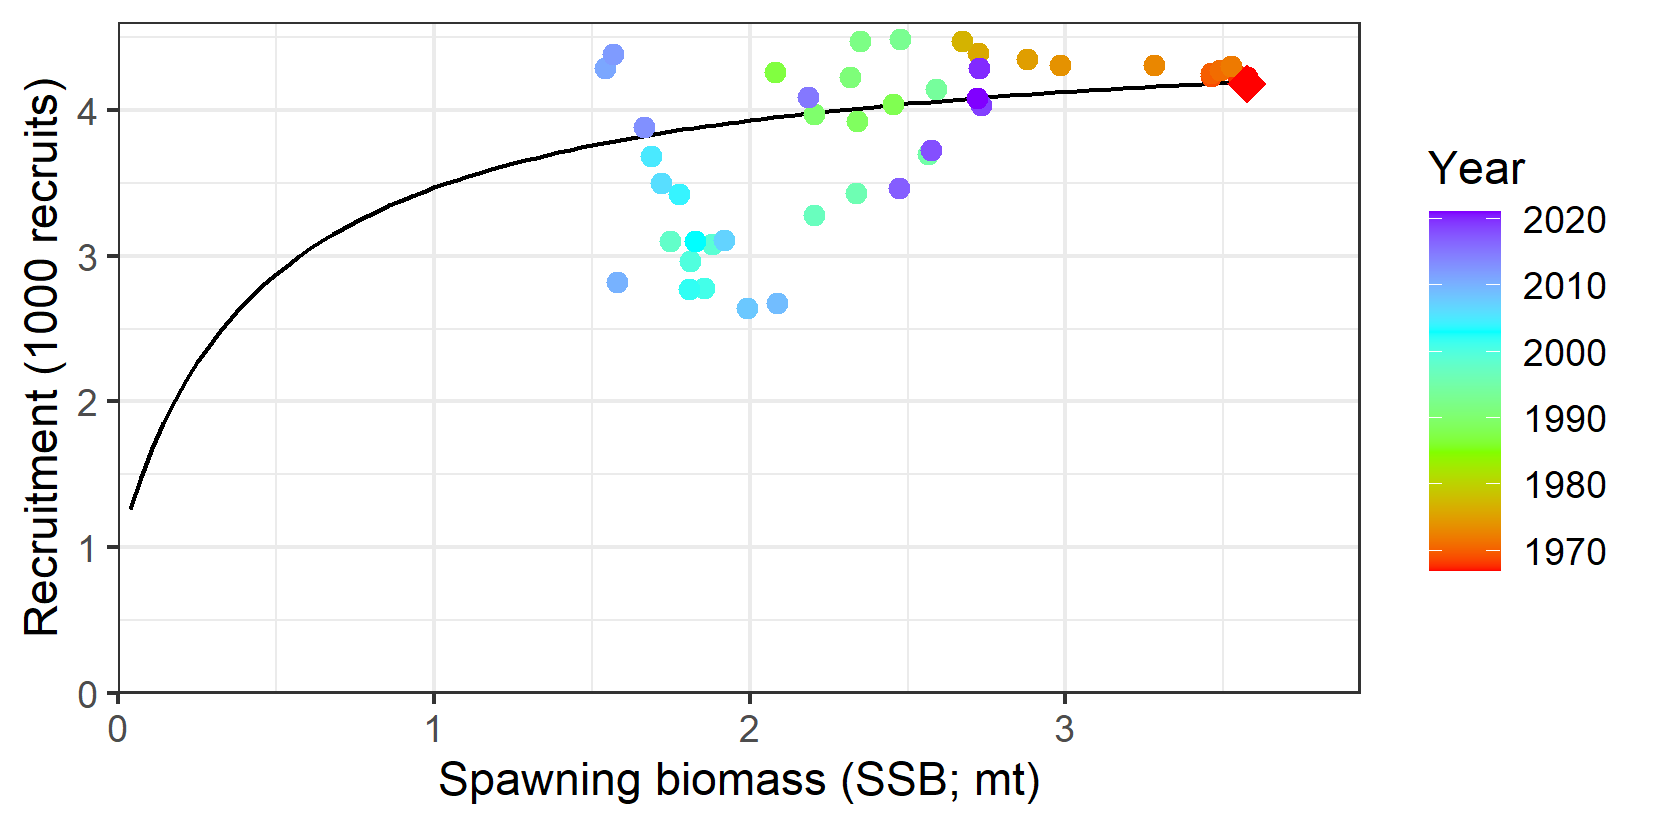 Recruitment (1000 recruits)
4
3
2
1
0
0 1 2 3
Spawning biomass (SSB; mt)
Year
2020
2010
2000
1990
1980
1970